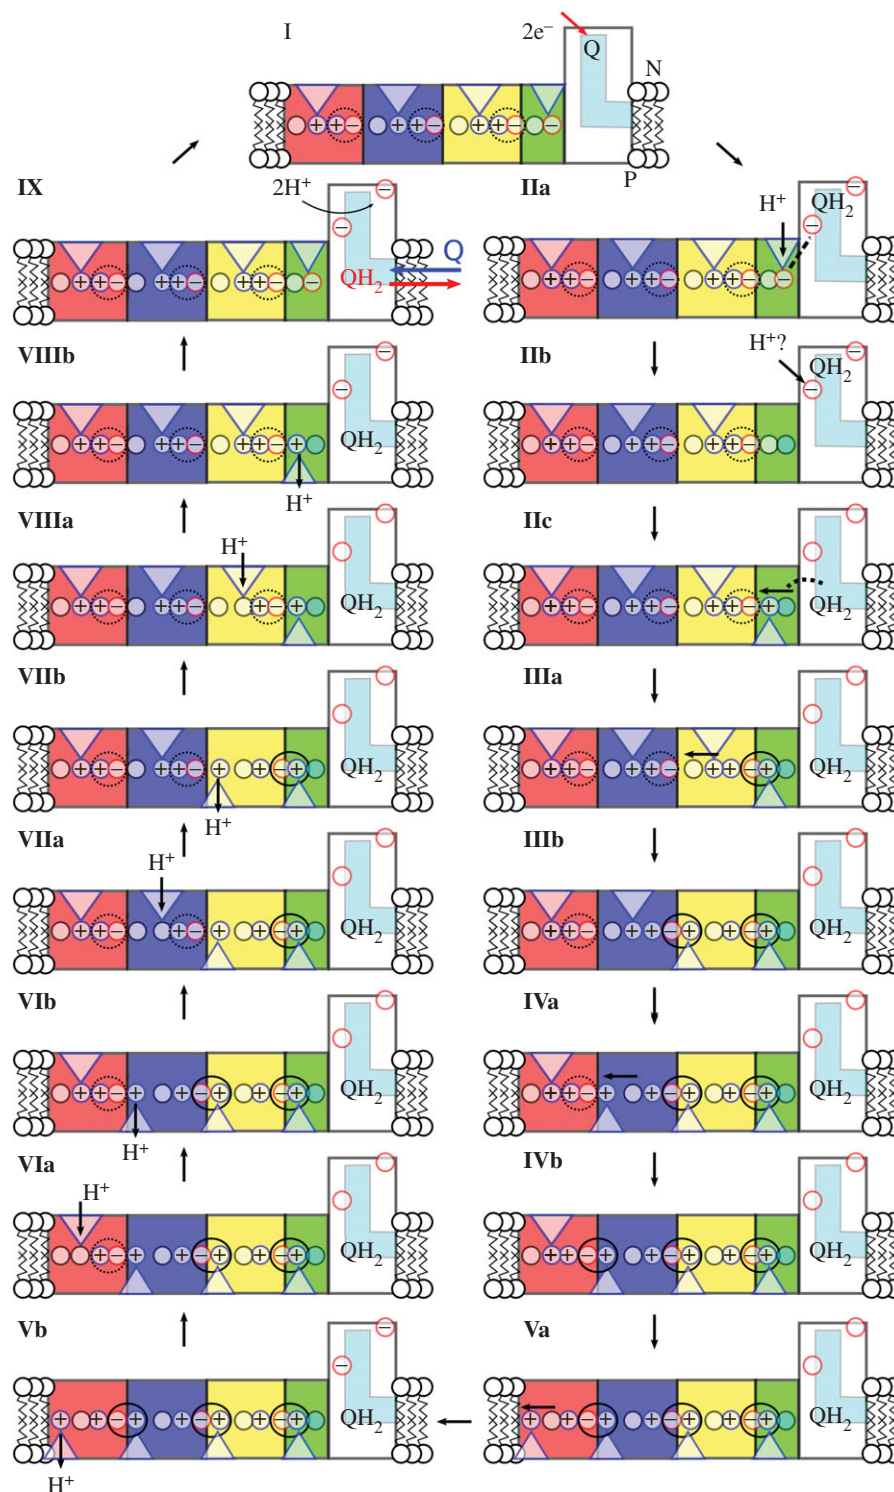 I
2e⁻
Q
N
P
IX
2H⁺
QH₂
Q
IIa
H⁺
QH₂
VIIIb
QH₂
H⁺
IIb
H⁺?
QH₂
VIIIa
H⁺
QH₂
IIc
QH₂
VIIb
QH₂
H⁺
IIIa
QH₂
VIIa
H⁺
QH₂
IIIb
QH₂
VIb
QH₂
H⁺
IVa
QH₂
VIa
H⁺
QH₂
IVb
QH₂
Vb
QH₂
H⁺
Va
QH₂